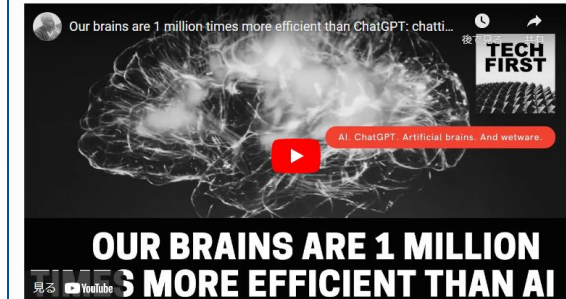 Our brains are 1 million times more efficient than ChatGPT: chatti...
後で見る
共有
TECH
FIRST
AI. ChatGPT. Artificial brains. And wetware.
OUR BRAINS ARE 1 MILLION
TIMES MORE EFFICIENT THAN AI
見る YouTube